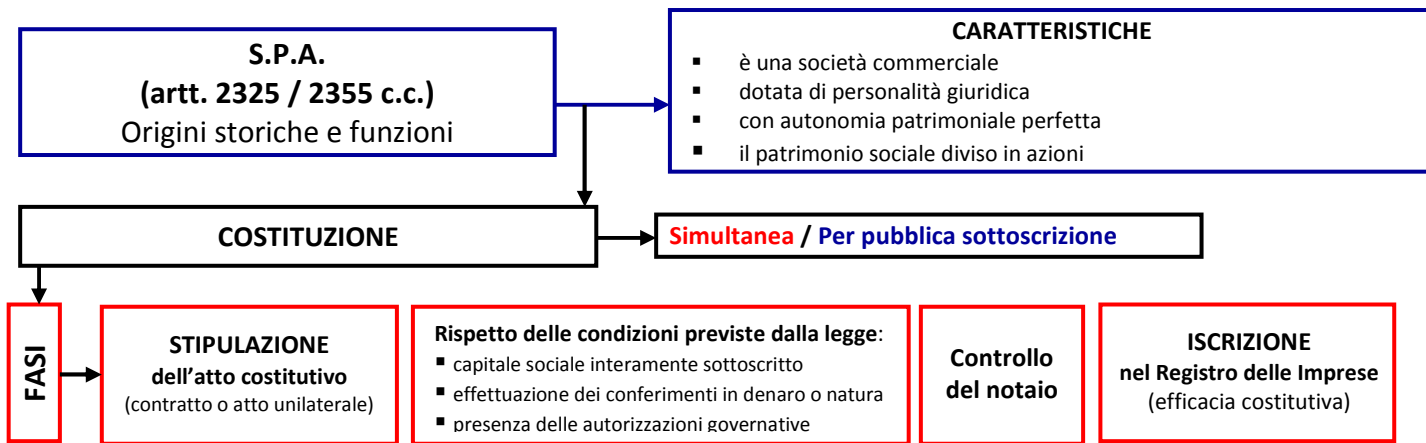 S.P.A.
(artt. 2325 / 2355 c.c.)
Origini storiche e funzioni
CARATTERISTICHE
▪ è una società commerciale
▪ dotata di personalità giuridica
▪ con autonomia patrimoniale perfetta
▪ il patrimonio sociale diviso in azioni
COSTITUZIONE
Simultanea / Per pubblica sottoscrizione
FASI
STIPULAZIONE
dell’atto costitutivo
(contratto o atto unilaterale)
Rispetto delle condizioni previste dalla legge:
▪ capitale sociale interamente sottoscritto
▪ effettuazione dei conferimenti in denaro o natura
▪ presenza delle autorizzazioni governative
Controllo
del notaio
ISCRIZIONE
nel Registro delle Imprese
(efficacia costitutiva)